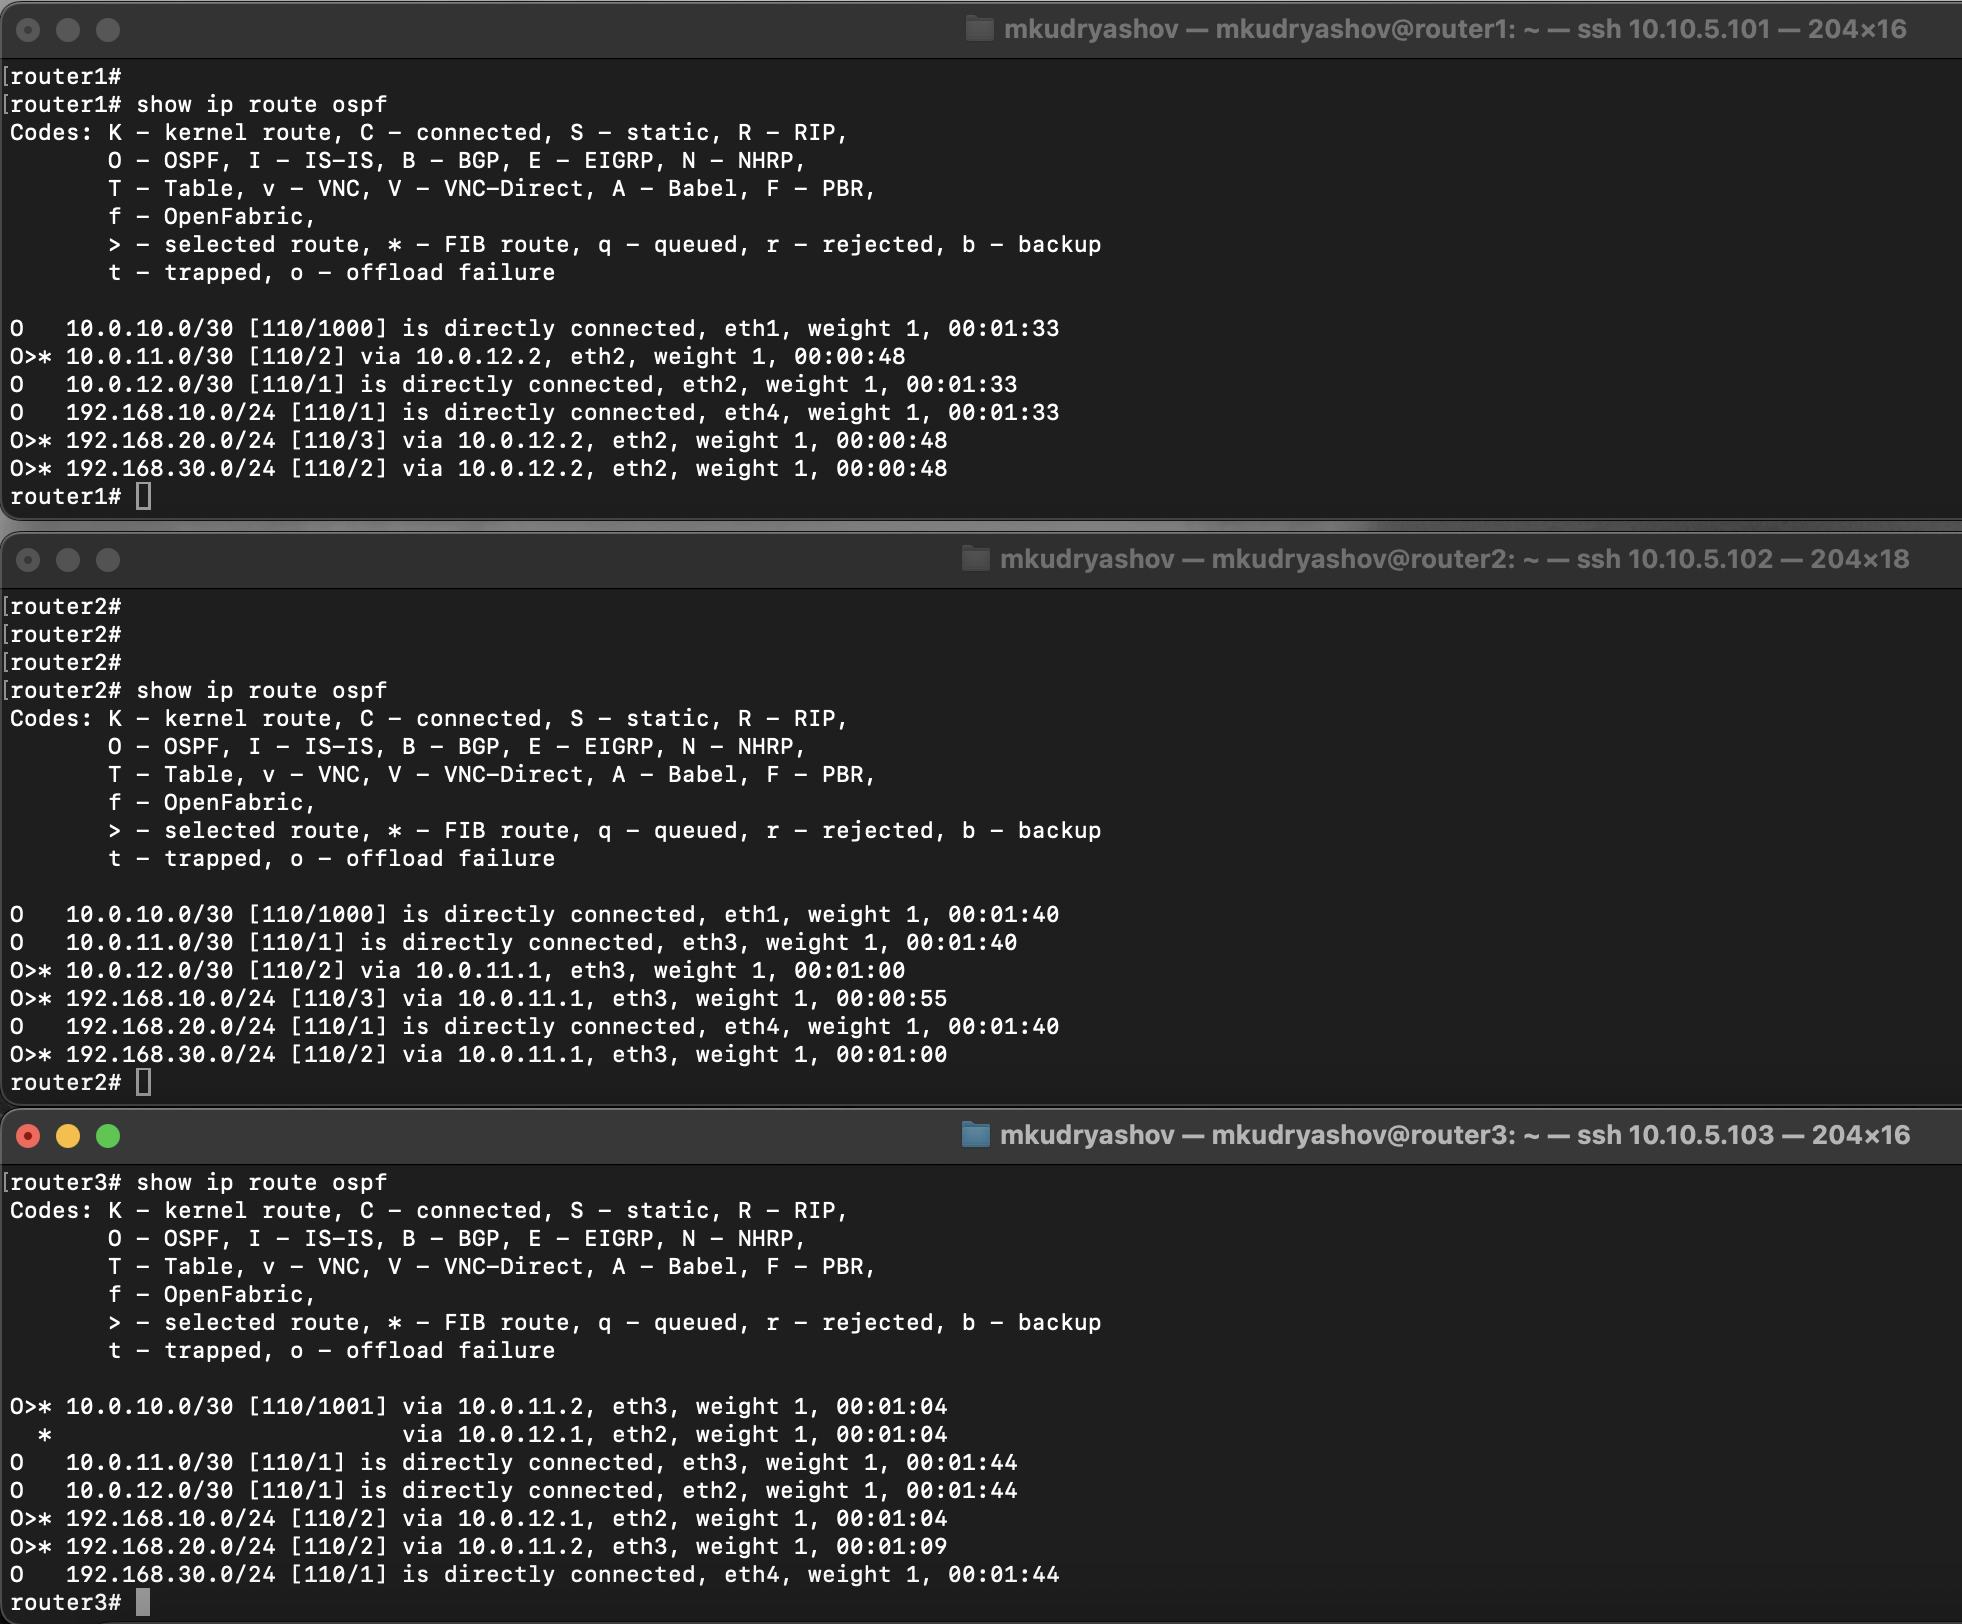 mkudryashov — mkudryashov@router1: ~ — ssh 10.10.5.101 — 204×16
[router1#
[router1# show ip route ospf
Codes: K - kernel route, C - connected, S - static, R - RIP,
       O - OSPF, I - IS-IS, B - BGP, E - EIGRP, N - NHRP,
       T - Table, v - VNC, V - VNC-Direct, A - Babel, F - PBR,
       f - OpenFabric,
       > - selected route, * - FIB route, q - queued, r - rejected, b - backup
       t - trapped, o - offload failure

O   10.0.10.0/30 [110/1000] is directly connected, eth1, weight 1, 00:01:33
O>* 10.0.11.0/30 [110/2] via 10.0.12.2, eth2, weight 1, 00:00:48
O   10.0.12.0/30 [110/1] is directly connected, eth2, weight 1, 00:01:33
O   192.168.10.0/24 [110/1] is directly connected, eth4, weight 1, 00:01:33
O>* 192.168.20.0/24 [110/3] via 10.0.12.2, eth2, weight 1, 00:00:48
O>* 192.168.30.0/24 [110/2] via 10.0.12.2, eth2, weight 1, 00:00:48
router1#
mkudryashov — mkudryashov@router2: ~ — ssh 10.10.5.102 — 204×18
[router2#
[router2#
[router2#
[router2# show ip route ospf
Codes: K - kernel route, C - connected, S - static, R - RIP,
       O - OSPF, I - IS-IS, B - BGP, E - EIGRP, N - NHRP,
       T - Table, v - VNC, V - VNC-Direct, A - Babel, F - PBR,
       f - OpenFabric,
       > - selected route, * - FIB route, q - queued, r - rejected, b - backup
       t - trapped, o - offload failure

O   10.0.10.0/30 [110/1000] is directly connected, eth1, weight 1, 00:01:40
O   10.0.11.0/30 [110/1] is directly connected, eth3, weight 1, 00:01:40
O>* 10.0.12.0/30 [110/2] via 10.0.11.1, eth3, weight 1, 00:01:00
O>* 192.168.10.0/24 [110/3] via 10.0.11.1, eth3, weight 1, 00:00:55
O   192.168.20.0/24 [110/1] is directly connected, eth4, weight 1, 00:01:40
O>* 192.168.30.0/24 [110/2] via 10.0.11.1, eth3, weight 1, 00:01:00
router2#
mkudryashov — mkudryashov@router3: ~ — ssh 10.10.5.103 — 204×16
[router3# show ip route ospf
Codes: K - kernel route, C - connected, S - static, R - RIP,
       O - OSPF, I - IS-IS, B - BGP, E - EIGRP, N - NHRP,
       T - Table, v - VNC, V - VNC-Direct, A - Babel, F - PBR,
       f - OpenFabric,
       > - selected route, * - FIB route, q - queued, r - rejected, b - backup
       t - trapped, o - offload failure

O>* 10.0.10.0/30 [110/1001] via 10.0.11.2, eth3, weight 1, 00:01:04
  *                         via 10.0.12.1, eth2, weight 1, 00:01:04
O   10.0.11.0/30 [110/1] is directly connected, eth3, weight 1, 00:01:44
O   10.0.12.0/30 [110/1] is directly connected, eth2, weight 1, 00:01:44
O>* 192.168.10.0/24 [110/2] via 10.0.12.1, eth2, weight 1, 00:01:04
O>* 192.168.20.0/24 [110/2] via 10.0.11.2, eth3, weight 1, 00:01:09
O   192.168.30.0/24 [110/1] is directly connected, eth4, weight 1, 00:01:44
router3#